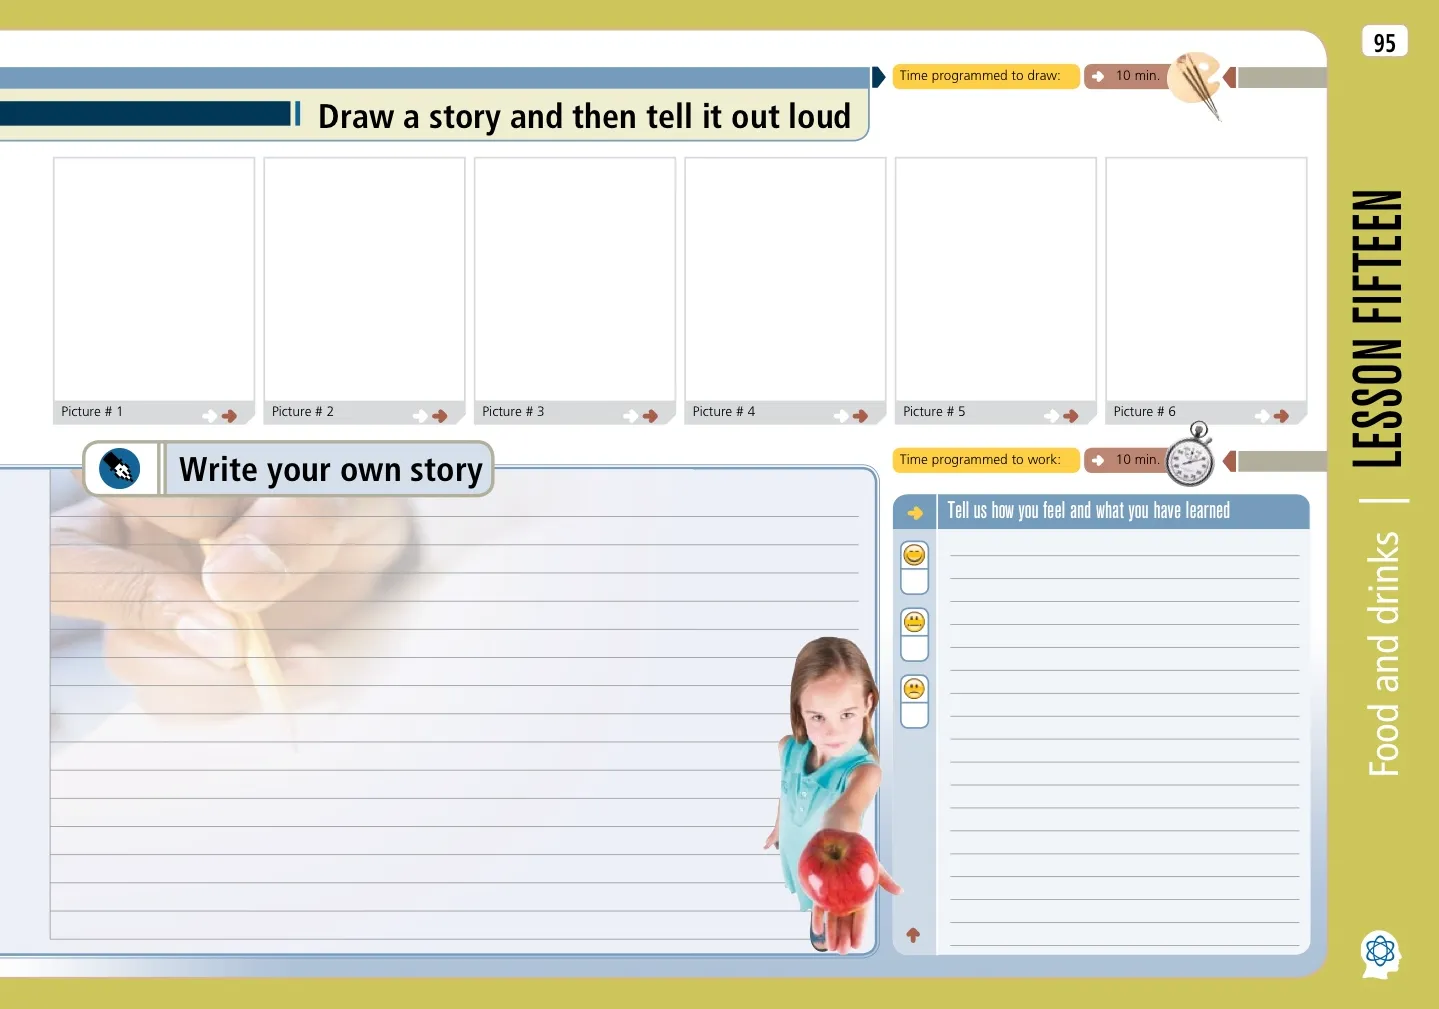 95
Time programmed to draw:
10 min.
Draw a story and then tell it out loud
Picture # 1
Picture # 2
Picture # 3
Picture # 4
Picture # 5
Picture # 6
Write your own story
Time programmed to work:
10 min.
Tell us how you feel and what you have learned
LESSON FIFTEEN
Food and drinks